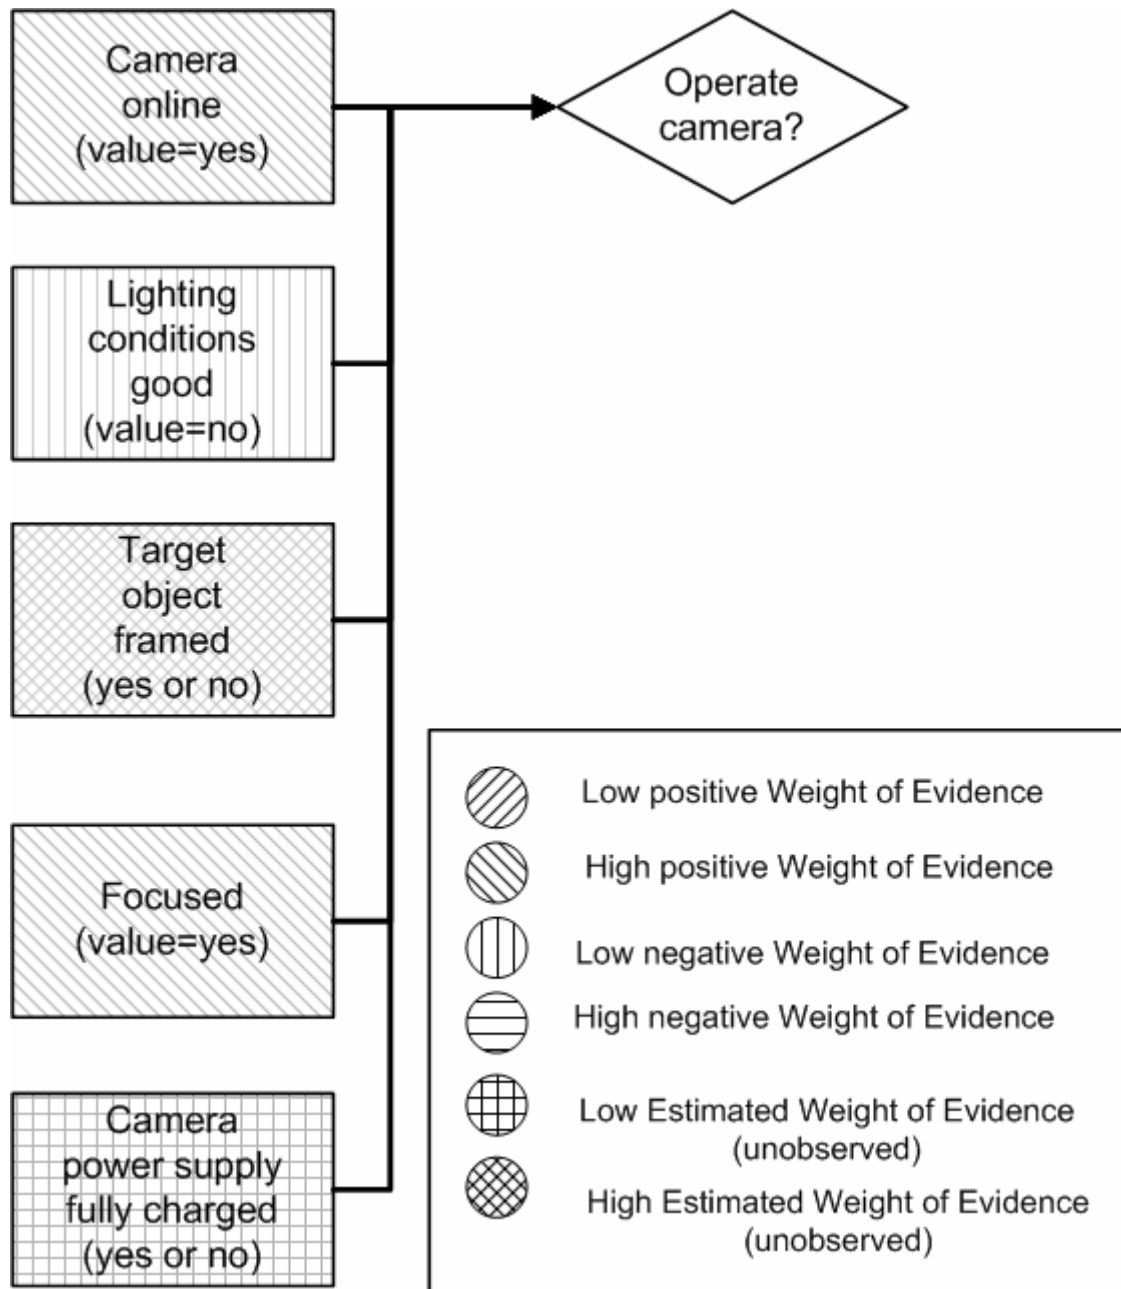 Camera
online
(value=yes)
Operate
camera?
Lighting
conditions
good
(value=no)
Target
object
framed
(yes or no)
Focused
(value=yes)
Camera
power supply
fully charged
(yes or no)
Low positive Weight of Evidence
High positive Weight of Evidence
Low negative Weight of Evidence
High negative Weight of Evidence
Low Estimated Weight of Evidence
(unobserved)
High Estimated Weight of Evidence
(unobserved)